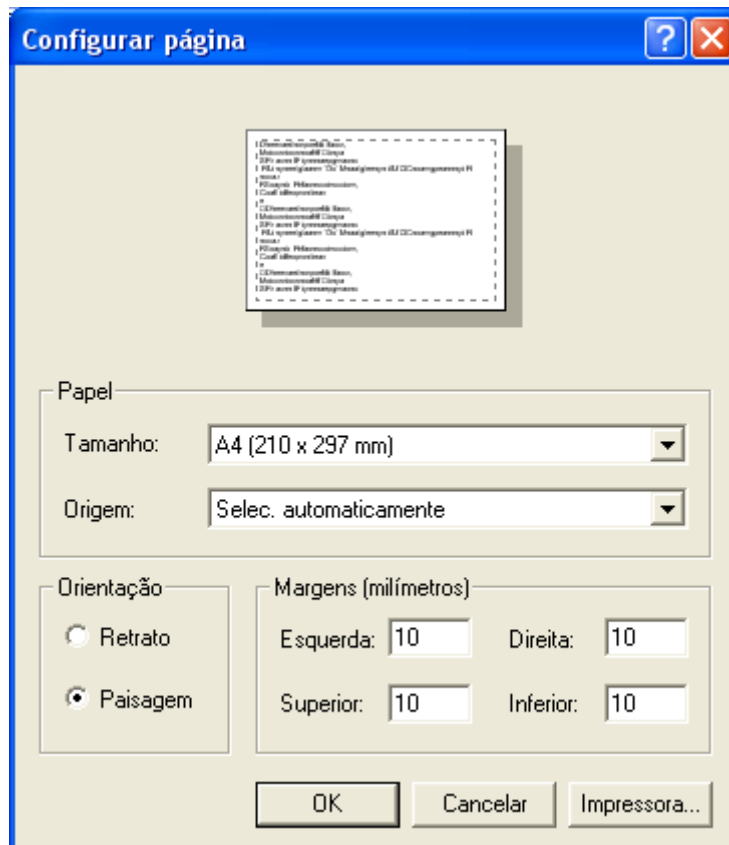 Configurar página
Papel
Tamanho: A4 (210 x 297 mm)
Origem: Selec. automaticamente
Orientação
Retrato
Paisagem
Margens (milímetros)
Esquerda: 10 Direita: 10
Superior: 10 Inferior: 10
OK Cancelar Impressora...